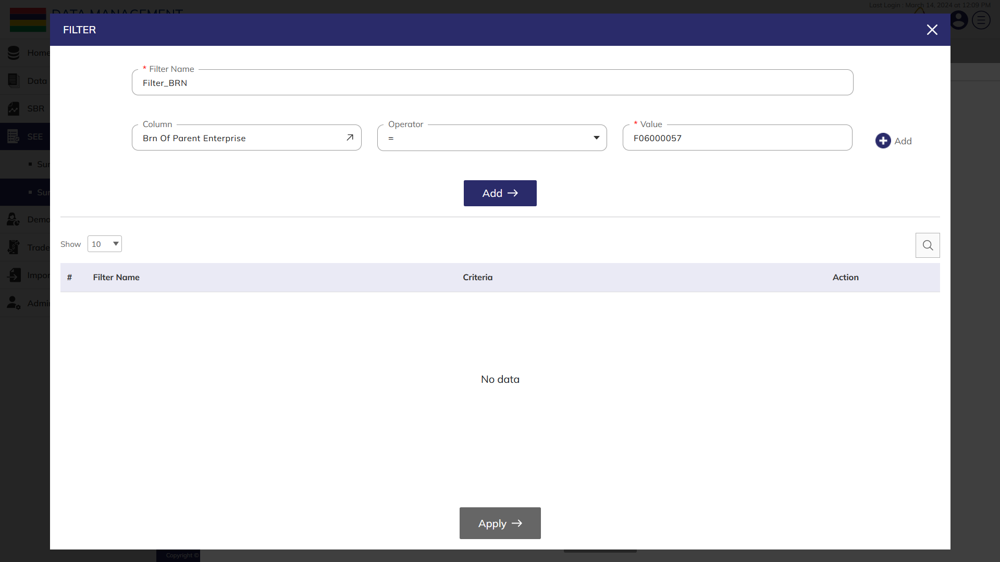 DATA MANAGEMENT
Last Login : March 14, 2024 at 12:09 PM
FILTER
Home
Data
SBR
SEE
Sur
Sur
Demo
Trade
Impor
Admi
* Filter Name
Filter_BRN
Column
Brn Of Parent Enterprise
Operator
=
* Value
F06000057
Add
Add
Show 10
# Filter Name Criteria Action
No data
Apply
Copyright ©